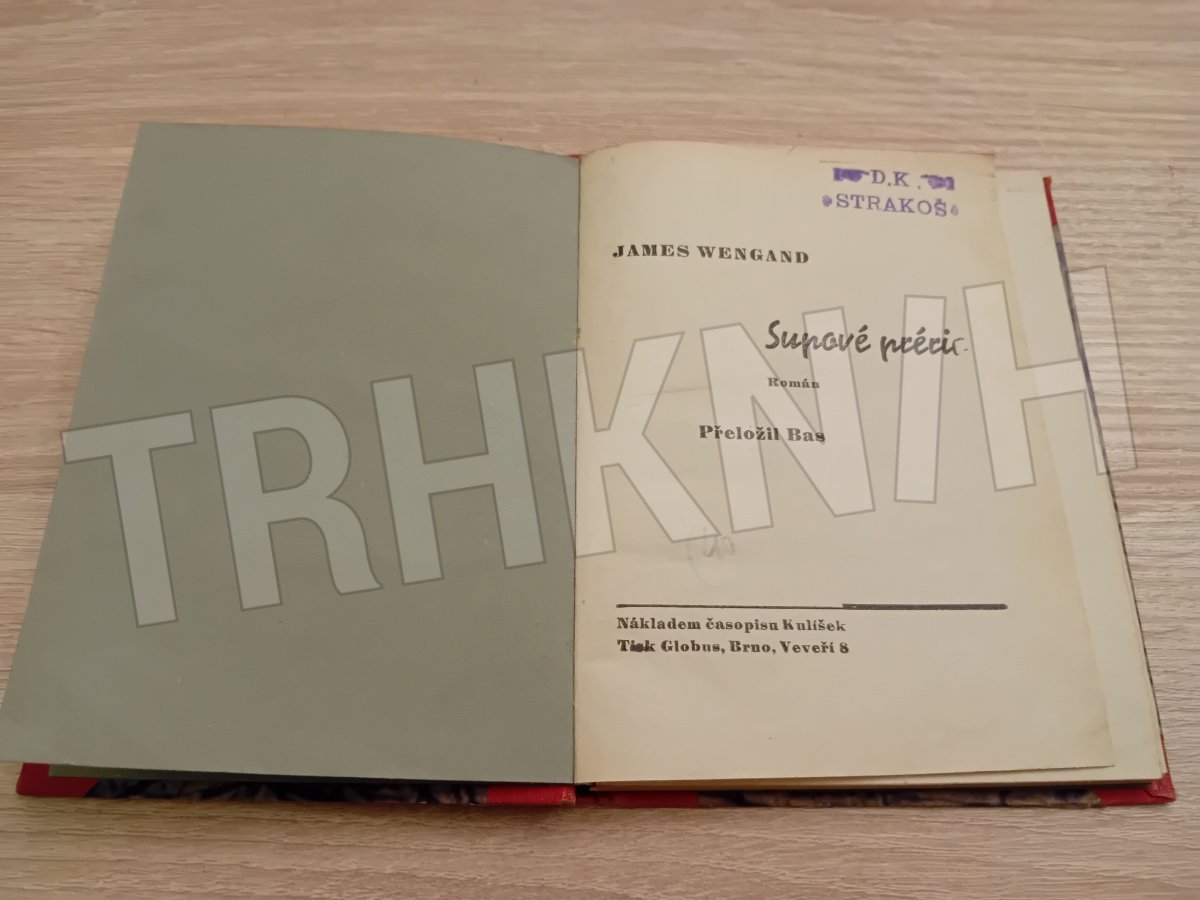 D.K.
STRAKOŠ
JAMES WENGAND
Supové prérie
Román
Přeložil Bas
TRHKNIH
Nákladem časopisu Kulíšek
Tisk Globus, Brno, Veveří 8